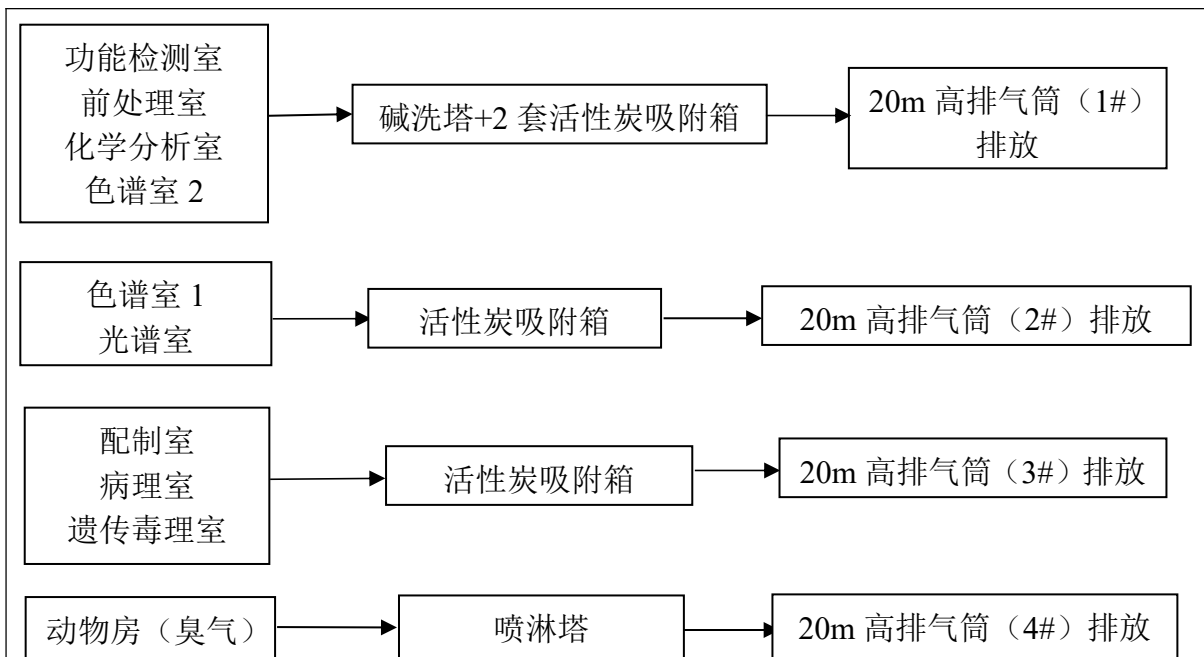 功能检测室
前处理室
化学分析室
色谱室 2
碱洗塔+2 套活性炭吸附箱
20m 高排气筒（1#）
排放
色谱室 1
光谱室
活性炭吸附箱
20m 高排气筒（2#）排放
配制室
病理室
遗传毒理室
活性炭吸附箱
20m 高排气筒（3#）排放
动物房（臭气）
喷淋塔
20m 高排气筒（4#）排放